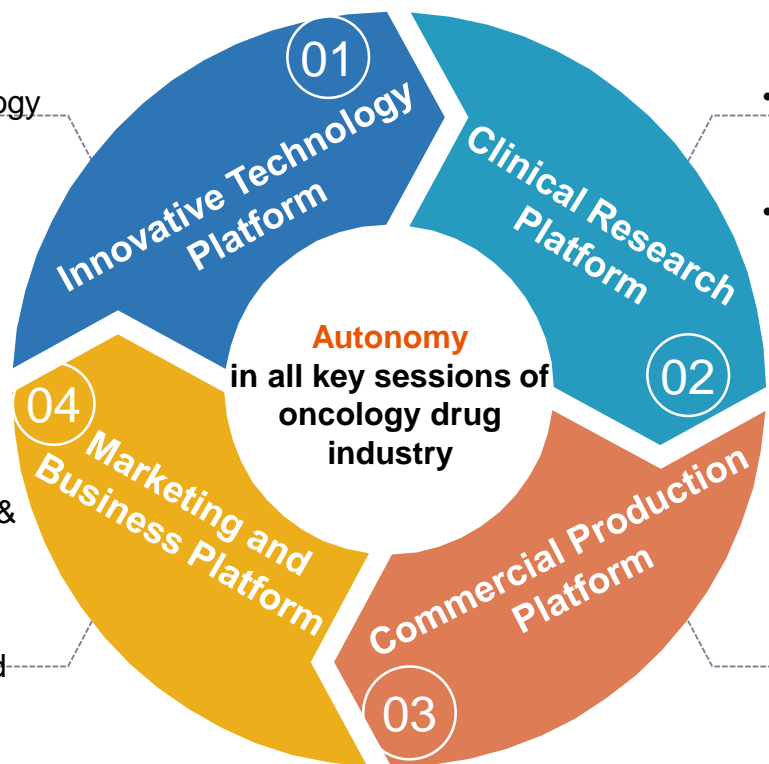 01
Innovative Technology
Platform
Clinical Research
Platform
02
Autonomy
in all key sessions of
oncology drug
industry
04
Marketing and
Business Platform
&
Commercial Production
Platform
03